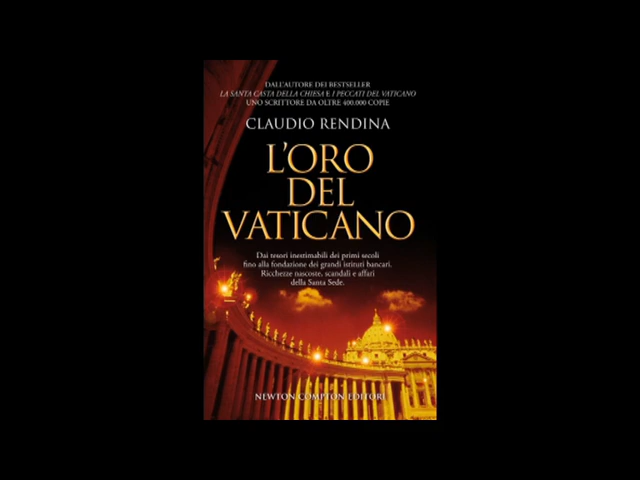 DALL'AUTORE DEI BESTSELLER
LA SANTA CASTA DELLA CHIESA E I PECCATI DEL VATICANO
UNO SCRITTORE DA OLTRE 400.000 COPIE
CLAUDIO RENDINA
L'ORO
DEL
VATICANO
Dai tesori inestimabili dei primi secoli
fino alla fondazione dei grandi istituti bancari.
Ricchezze nascoste, scandali e affari
della Santa Sede.
NEWTON COMPTON EDITORI